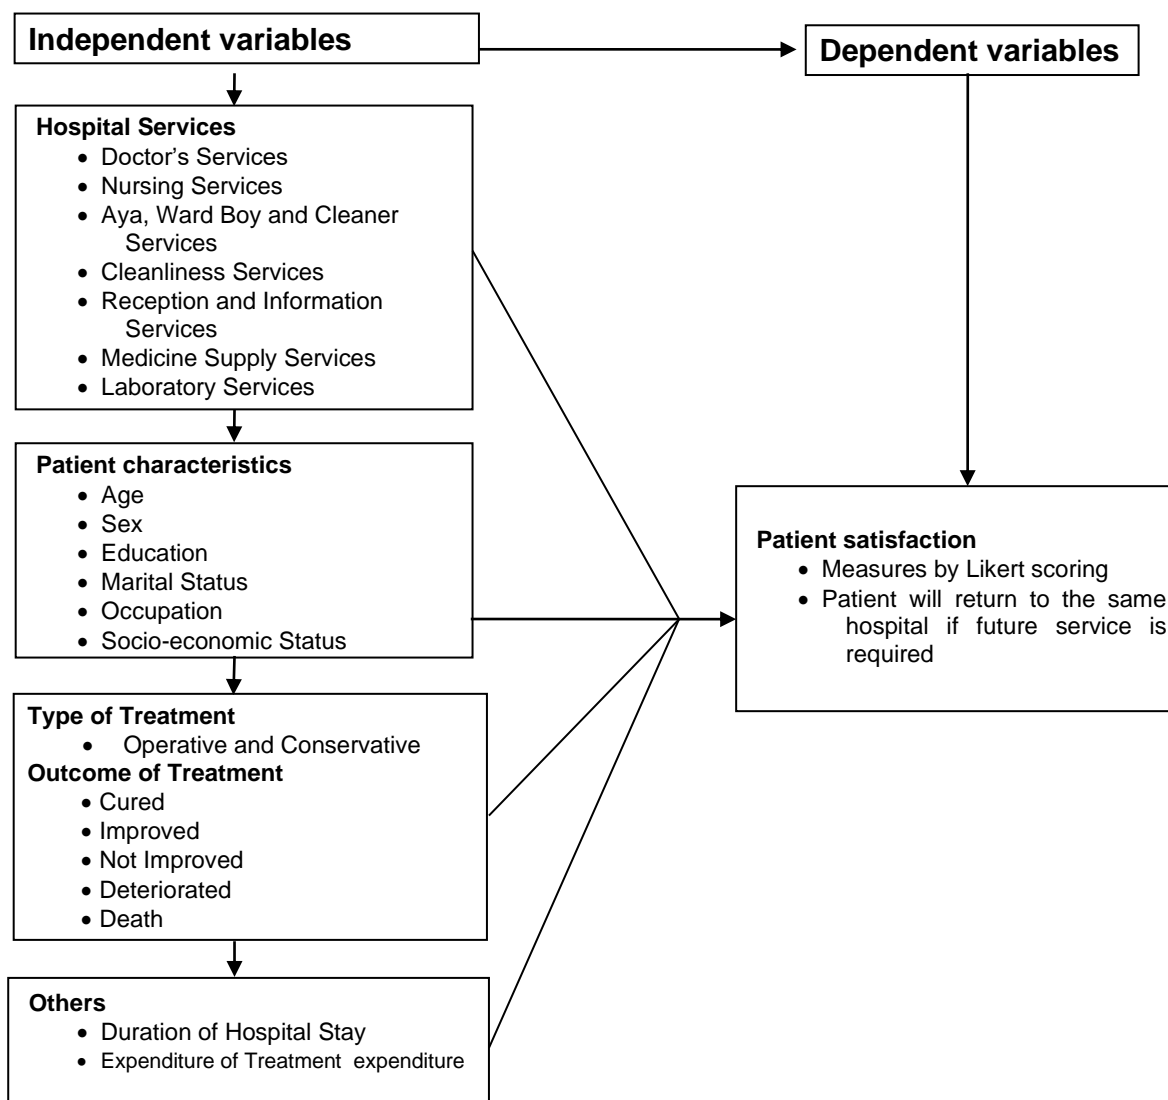 Independent variables
Dependent variables
Hospital Services
• Doctor's Services
• Nursing Services
• Aya, Ward Boy and Cleaner
Services
• Cleanliness Services
• Reception and Information
Services
• Medicine Supply Services
• Laboratory Services
Patient characteristics
• Age
• Sex
• Education
• Marital Status
• Occupation
• Socio-economic Status
Type of Treatment
• Operative and Conservative
Outcome of Treatment
• Cured
• Improved
• Not Improved
• Deteriorated
• Death
Others
• Duration of Hospital Stay
• Expenditure of Treatment expenditure
Patient satisfaction
• Measures by Likert scoring
• Patient will return to the same
hospital if future service is
required